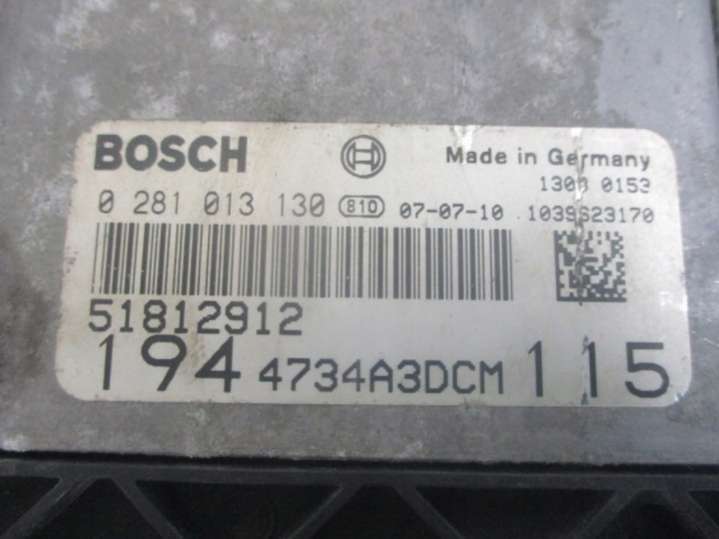 BOSCH Made in Germany
1300 0153
0 281 013 130 810 07-07-10 1039S23170
51812912
194 4734A3DCM 115